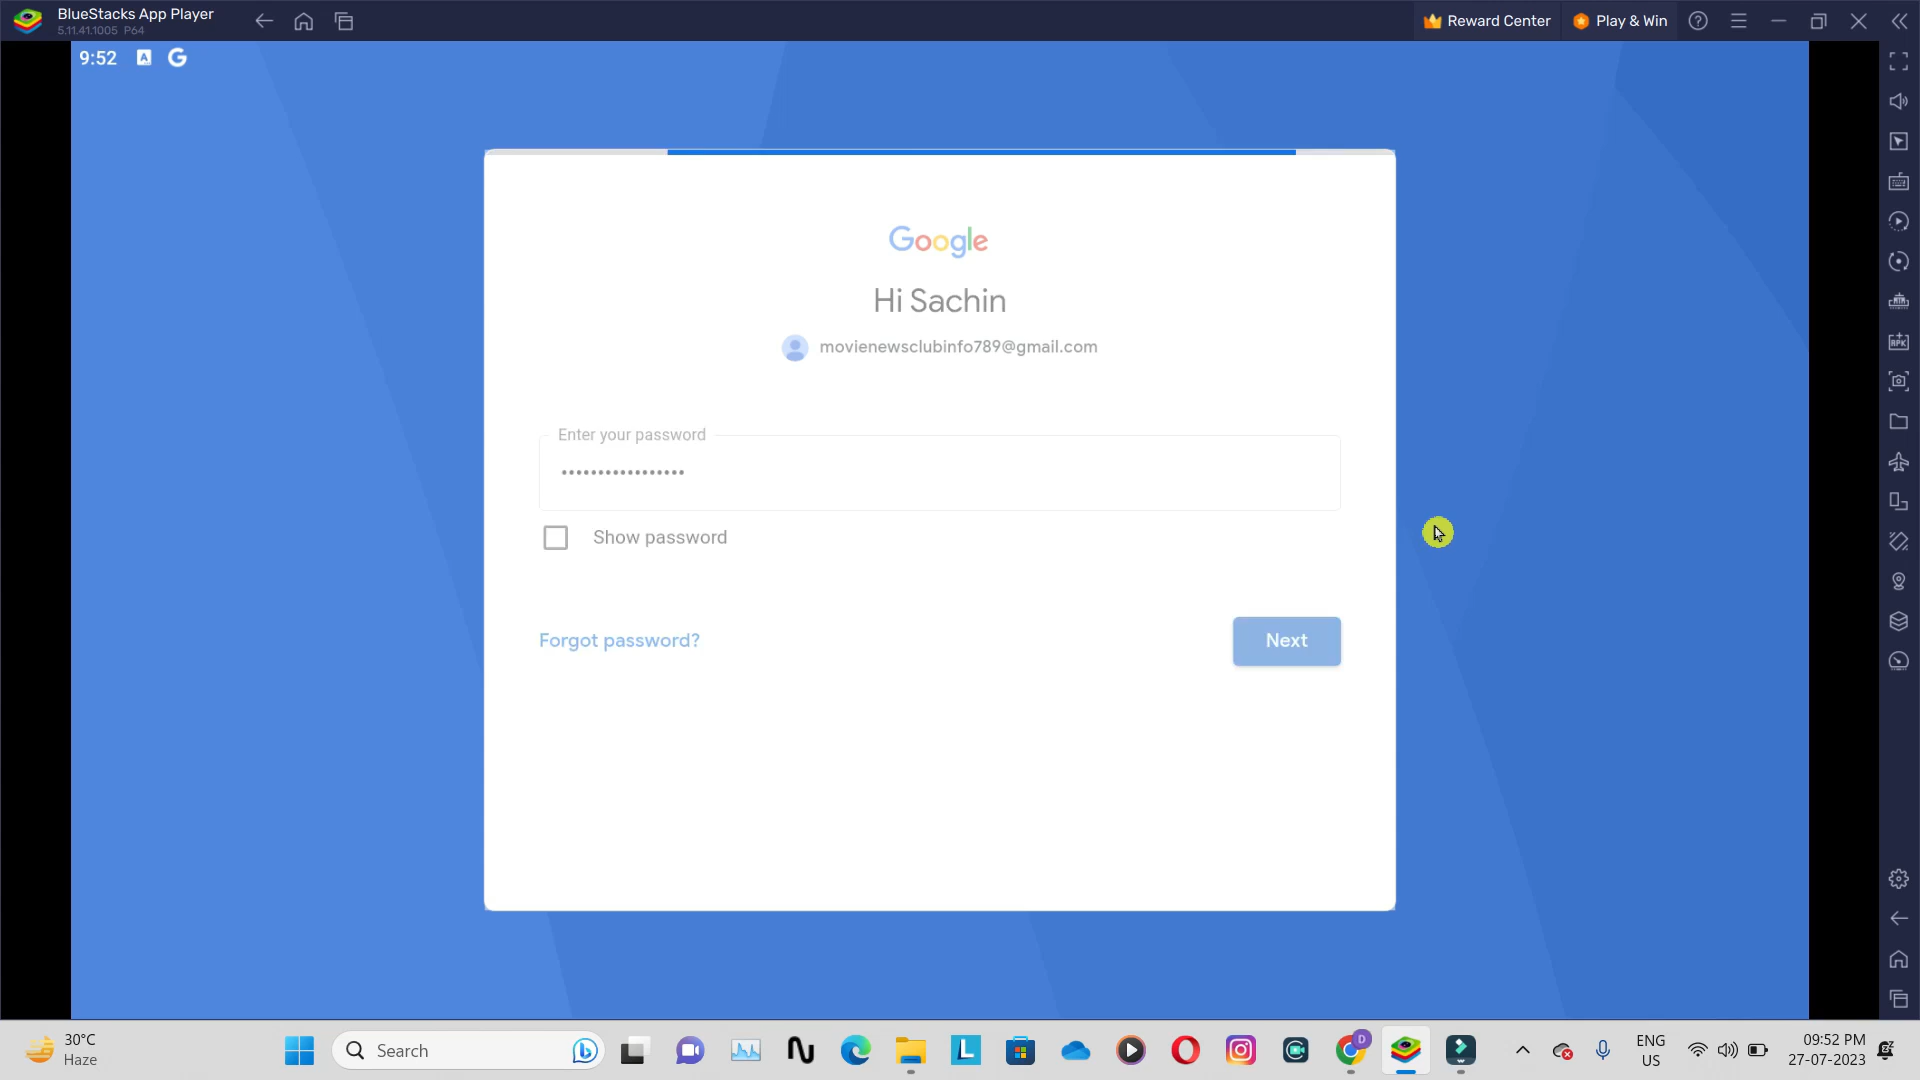 BlueStacks App Player
5.11.41.1005 P64
Reward Center
Play & Win
9:52
Google
Hi Sachin
movienewsclubinfo789@gmail.com
Enter your password
•••••••••••••••••
Show password
Forgot password?
Next
30°C
Haze
Search
ENG
US
09:52 PM
27-07-2023